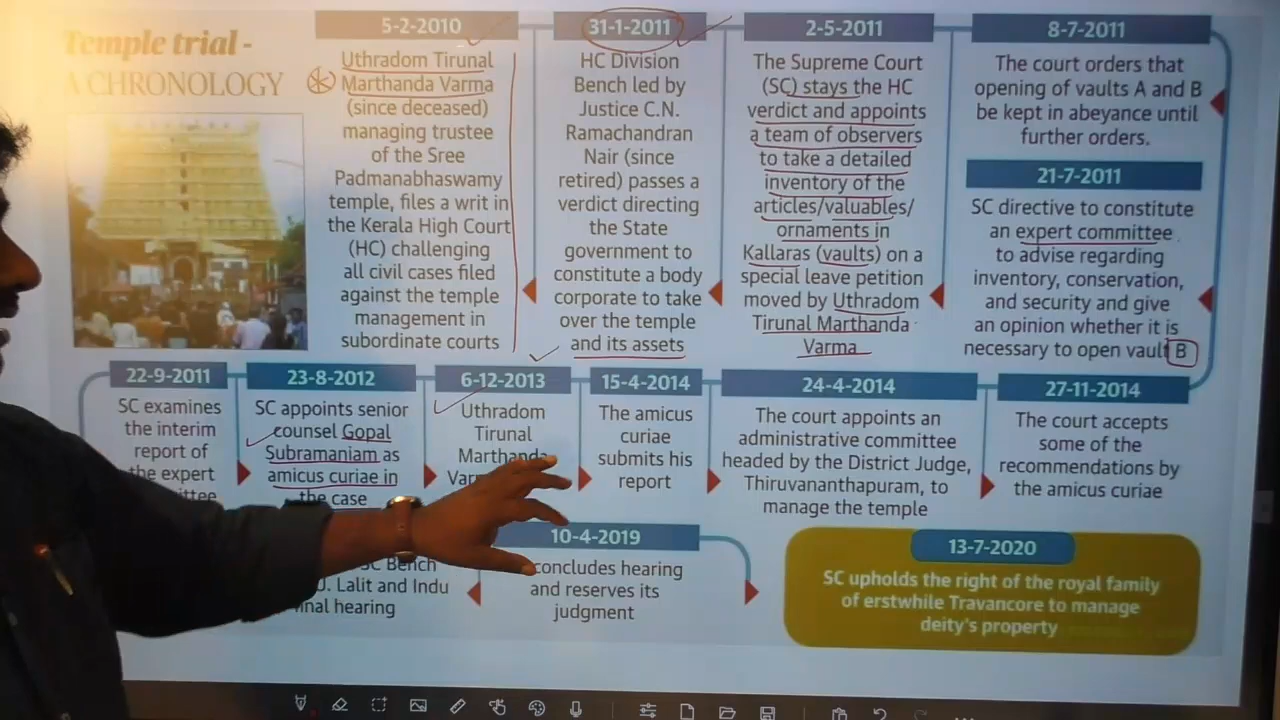 Temple trial -
A CHRONOLOGY
5-2-2010
Uthradom Tirunal
Marthanda Varma
(since deceased)
managing trustee
of the Sree
Padmanabhaswamy
temple, files a writ in
the Kerala High Court
(HC) challenging
all civil cases filed
against the temple
management in
subordinate courts
31-1-2011
HC Division
Bench led by
Justice C.N.
Ramachandran
Nair (since
retired) passes a
verdict directing
the State
government to
constitute a body
corporate to take
over the temple
and its assets
2-5-2011
The Supreme Court
(SC) stays the HC
verdict and appoints
a team of observers
to take a detailed
inventory of the
articles/valuables/
ornaments in
Kallaras (vaults) on a
special leave petition
moved by Uthradom
Tirunal Marthanda
Varma
8-7-2011
The court orders that
opening of vaults A and B
be kept in abeyance until
further orders.
21-7-2011
SC directive to constitute
an expert committee
to advise regarding
inventory, conservation,
and security and give
an opinion whether it is
necessary to open vault B
22-9-2011
SC examines
the interim
report of
the expert
23-8-2012
SC appoints senior
counsel Gopal
Subramaniam as
amicus curiae in
the case
6-12-2013
Uthradom
Tirunal
Marthanda
15-4-2014
The amicus
curiae
submits his
report
24-4-2014
The court appoints an
administrative committee
headed by the District Judge,
Thiruvananthapuram, to
manage the temple
27-11-2014
The court accepts
some of the
recommendations by
the amicus curiae
SC Bench
Lalit and Indu
hearing
10-4-2019
concludes hearing
and reserves its
judgment
13-7-2020
SC upholds the right of the royal family
of erstwhile Travancore to manage
deity's property